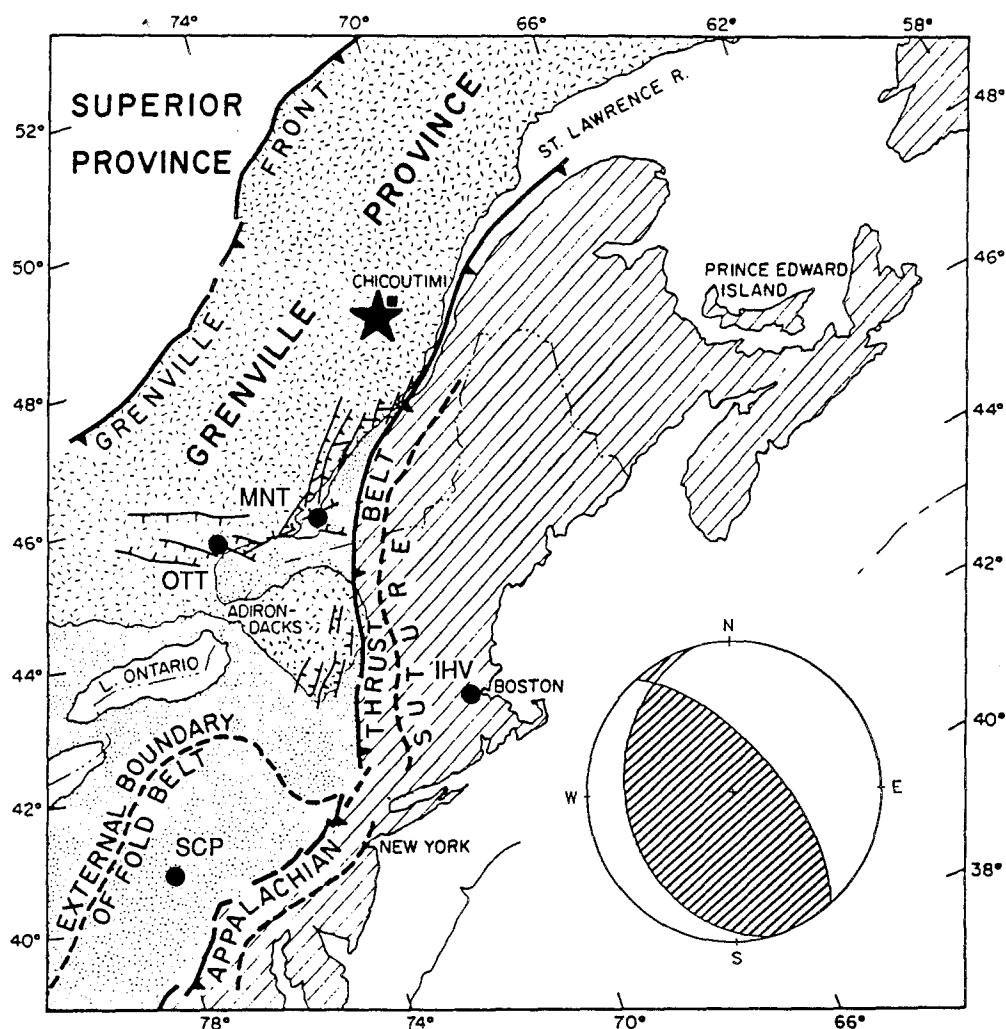 74° 70° 66° 62° 58°
SUPERIOR
PROVINCE
FRONT
GRENVILLE
PROVINCE
GRENVILLE
ST. LAWRENCE R.
52°
50°
48°
46°
44°
42°
40°
48°
46°
44°
42°
40°
38°
CHICOUTIMI
PRINCE EDWARD
ISLAND
MNT
OTT
ADIRON-
DACKS
L. ONTARIO
THRUST BELT
SUTURE
IHV
BOSTON
EXTERNAL BOUNDARY
OF FOLD BELT
SCP
APPALACHIAN
NEW YORK
N
W
E
S
78° 74° 70° 66°